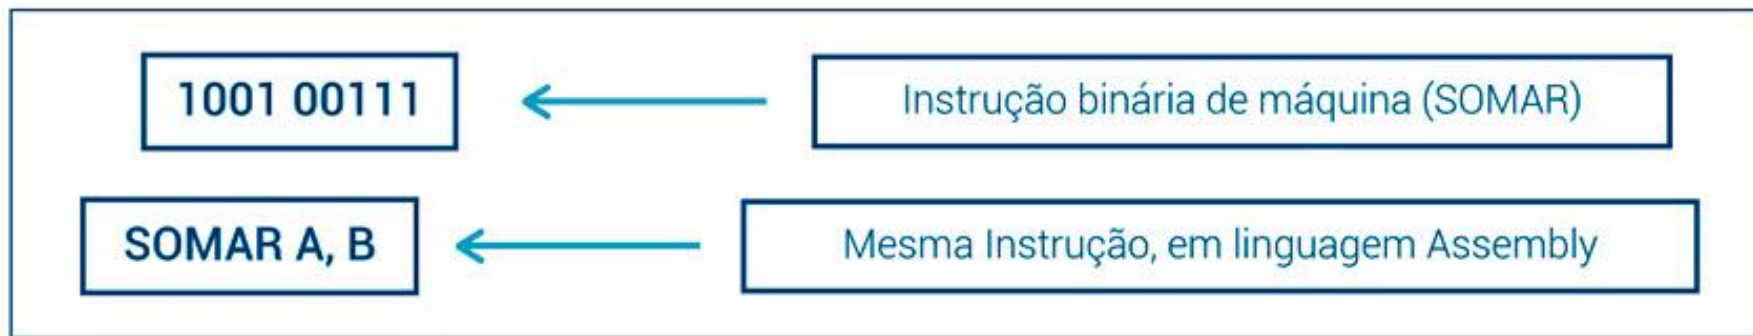 1001 00111
Instrução binária de máquina (SOMAR)
SOMAR A, B
Mesma Instrução, em linguagem Assembly